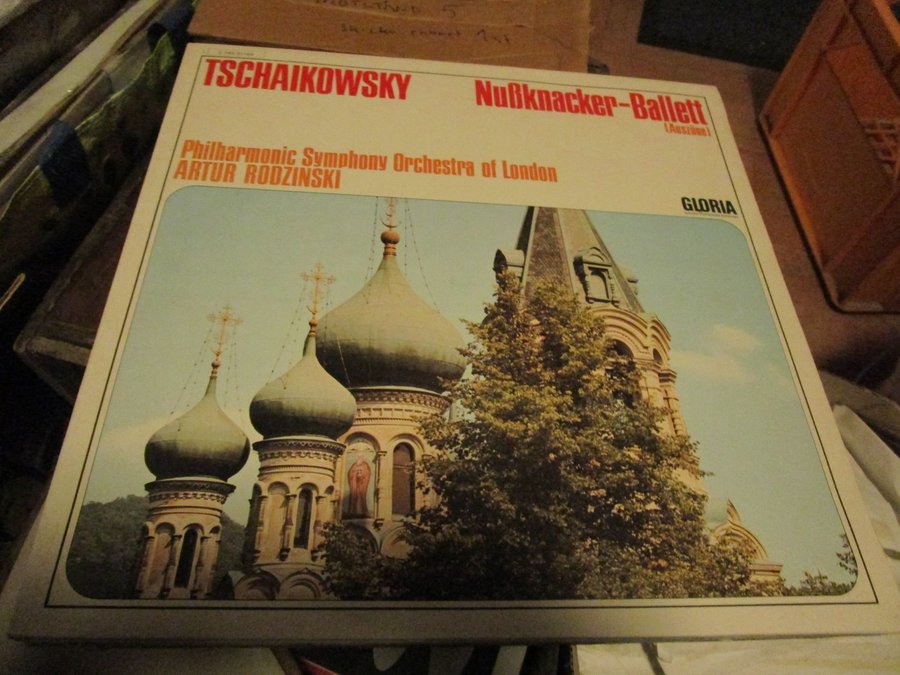 TSCHAIKOWSKY Nußknacker-Ballett
(Auszüge)
Philharmonic Symphony Orchestra of London
ARTUR RODZINSKI
GLORIA